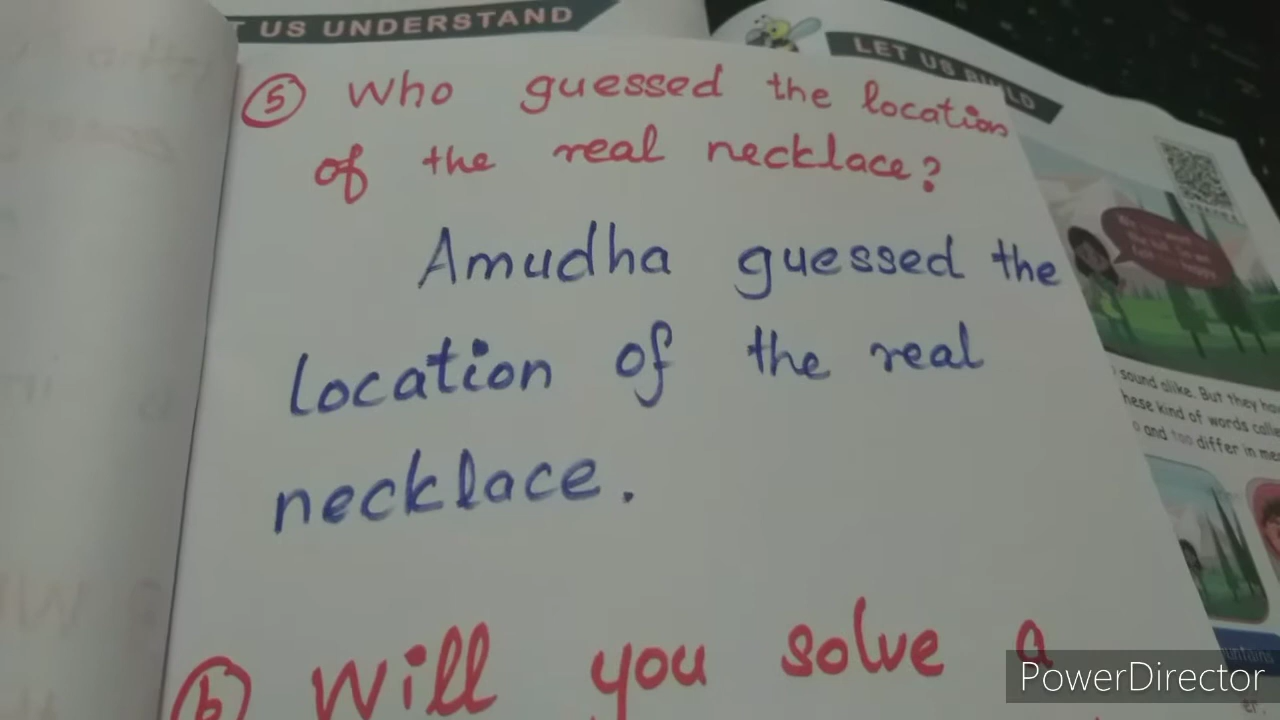 T US UNDERSTAND
LET US BUILD
5 Who guessed the location
of the real necklace?
Amudha guessed the
location of the real
necklace.
6 Will you solve a
sound alike. But they ha
hese kind of words calle
o and too differ in me
PowerDirector